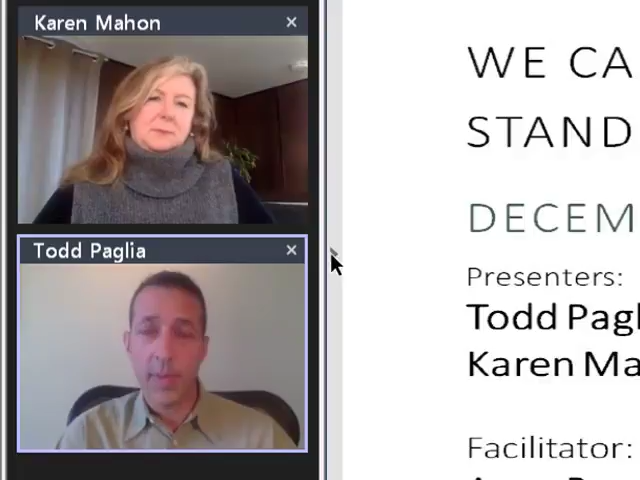 Karen Mahon
Todd Paglia
WE CA
STAND
DECEM
Presenters:
Todd Pagl
Karen Ma
Facilitator: